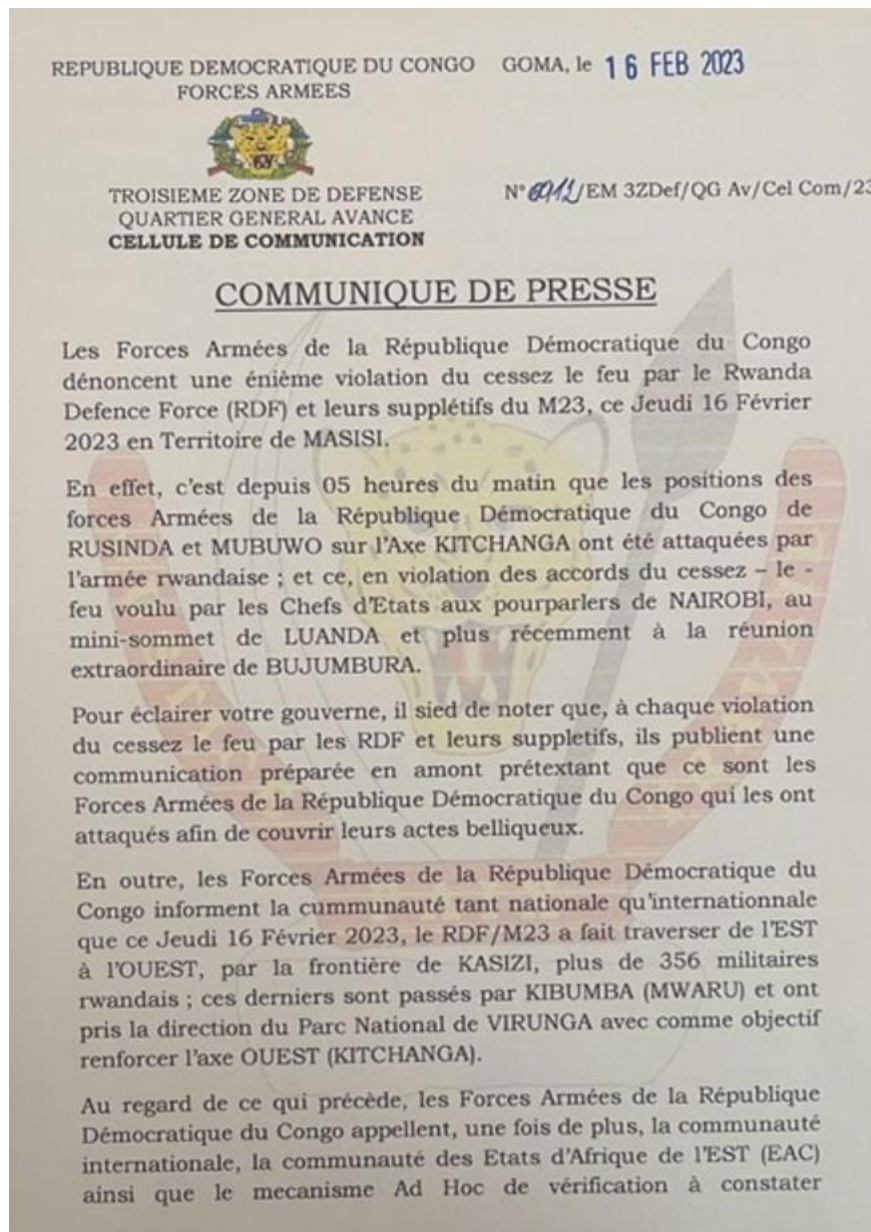 REPUBLIQUE DEMOCRATIQUE DU CONGO
FORCES ARMEES
TROISIEME ZONE DE DEFENSE
QUARTIER GENERAL AVANCE
CELLULE DE COMMUNICATION
GOMA, le 16 FEB 2023
N° /EM 3ZDef/QG Av/Cel Com/23
COMMUNIQUE DE PRESSE
Les Forces Armées de la République Démocratique du Congo
dénoncent une énième violation du cessez le feu par le Rwanda
Defence Force (RDF) et leurs supplétifs du M23, ce Jeudi 16 Février
2023 en Territoire de MASISI.
En effet, c'est depuis 05 heures du matin que les positions des
forces Armées de la République Démocratique du Congo de
RUSINDA et MUBUWO sur l'Axe KITCHANGA ont été attaquées par
l'armée rwandaise ; et ce, en violation des accords du cessez – le -
feu voulu par les Chefs d'Etats aux pourparlers de NAIROBI, au
mini-sommet de LUANDA et plus récemment à la réunion
extraordinaire de BUJUMBURA.
Pour éclairer votre gouverne, il sied de noter que, à chaque violation
du cessez le feu par les RDF et leurs suppletifs, ils publient une
communication préparée en amont prétextant que ce sont les
Forces Armées de la République Démocratique du Congo qui les ont
attaqués afin de couvrir leurs actes belliqueux.
En outre, les Forces Armées de la République Démocratique du
Congo informent la cummunauté tant nationale qu'internationnale
que ce Jeudi 16 Février 2023, le RDF/M23 a fait traverser de l'EST
à l'OUEST, par la frontière de KASIZI, plus de 356 militaires
rwandais ; ces derniers sont passés par KIBUMBA (MWARU) et ont
pris la direction du Parc National de VIRUNGA avec comme objectif
renforcer l'axe OUEST (KITCHANGA).
Au regard de ce qui précède, les Forces Armées de la République
Démocratique du Congo appellent, une fois de plus, la communauté
internationale, la communauté des Etats d'Afrique de l'EST (EAC)
ainsi que le mecanisme Ad Hoc de vérification à constater